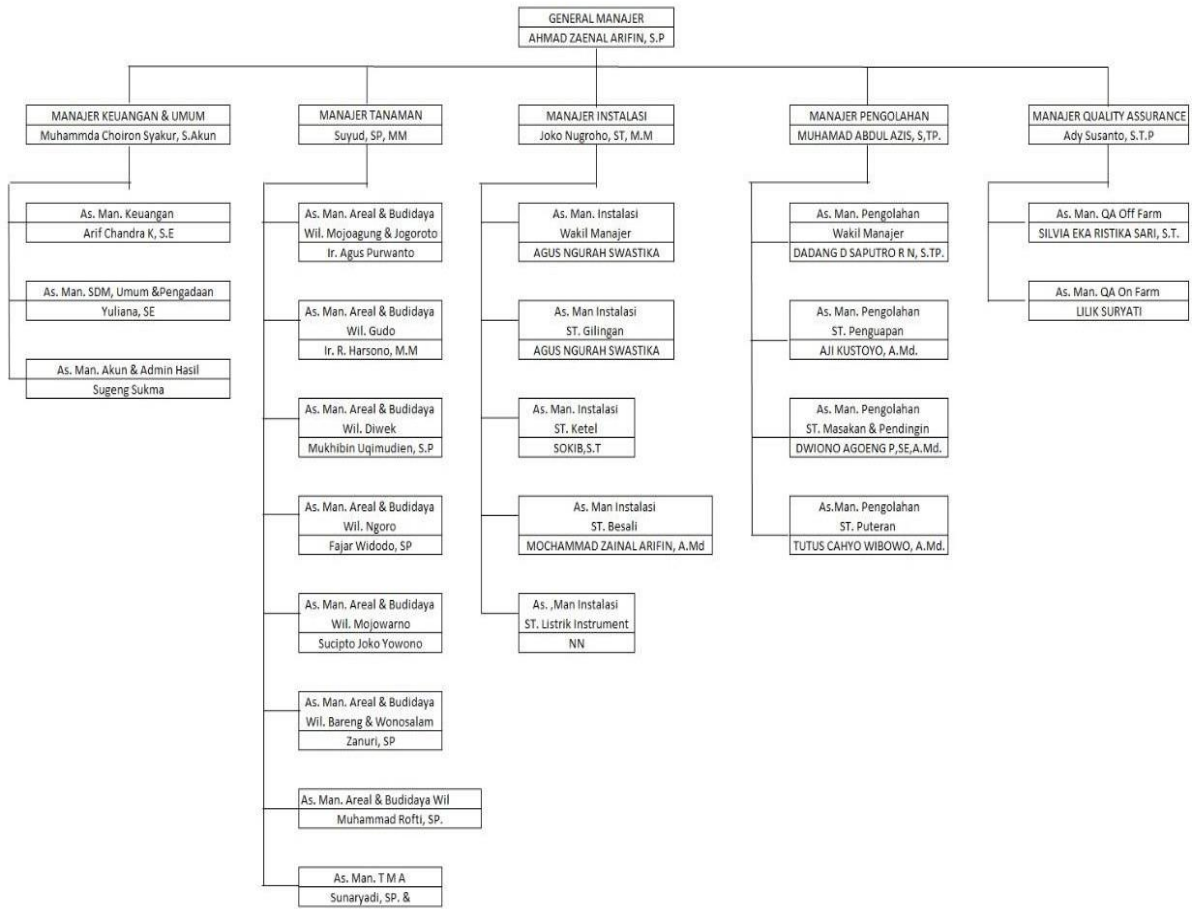 GENERAL MANAJER
AHMAD ZAENAL ARIFIN, S.P
MANAJER KEUANGAN & UMUM
Muhammda Choiron Syakur, S.Akun
MANAJER TANAMAN
Suyud, SP, MM
MANAJER INSTALASI
Joko Nugroho, ST, M.M
MANAJER PENGOLAHAN
MUHAMAD ABDUL AZIS, S,TP.
MANAJER QUALITY ASSURANCE
Ady Susanto, S.T.P
As. Man. Keuangan
Arif Chandra K, S.E
As. Man. SDM, Umum &Pengadaan
Yuliana, SE
As. Man. Akun & Admin Hasil
Sugeng Sukma
As. Man. Areal & Budidaya
Wil. Mojoagung & Jogoroto
Ir. Agus Purwanto
As. Man. Areal & Budidaya
Wil. Gudo
Ir. R. Harsono, M.M
As. Man. Areal & Budidaya
Wil. Diwek
Mukhibin Uqimudien, S.P
As. Man. Areal & Budidaya
Wil. Ngoro
Fajar Widodo, SP
As. Man. Areal & Budidaya
Wil. Mojowarno
Sucipto Joko Yowono
As. Man. Areal & Budidaya
Wil. Bareng & Wonosalam
Zanuri, SP
As. Man. Areal & Budidaya Wil
Muhammad Rofti, SP.
As. Man. T M A
Sunaryadi, SP. &
As. Man. Instalasi
Wakil Manajer
AGUS NGURAH SWASTIKA
As. Man Instalasi
ST. Gilingan
AGUS NGURAH SWASTIKA
As. Man. Instalasi
ST. Ketel
SOKIB,S.T
As. Man Instalasi
ST. Besali
MOCHAMMAD ZAINAL ARIFIN, A.Md
As. ,Man Instalasi
ST. Listrik Instrument
NN
As. Man. Pengolahan
Wakil Manajer
DADANG D SAPUTRO R N, S.TP.
As. Man. Pengolahan
ST. Penguapan
AJI KUSTOYO, A.Md.
As. Man. Pengolahan
ST. Masakan & Pendingin
DWIONO AGOENG P,SE,A.Md.
As.Man. Pengolahan
ST. Puteran
TUTUS CAHYO WIBOWO, A.Md.
As. Man. QA Off Farm
SILVIA EKA RISTIKA SARI, S.T.
As. Man. QA On Farm
LILIK SURYATI